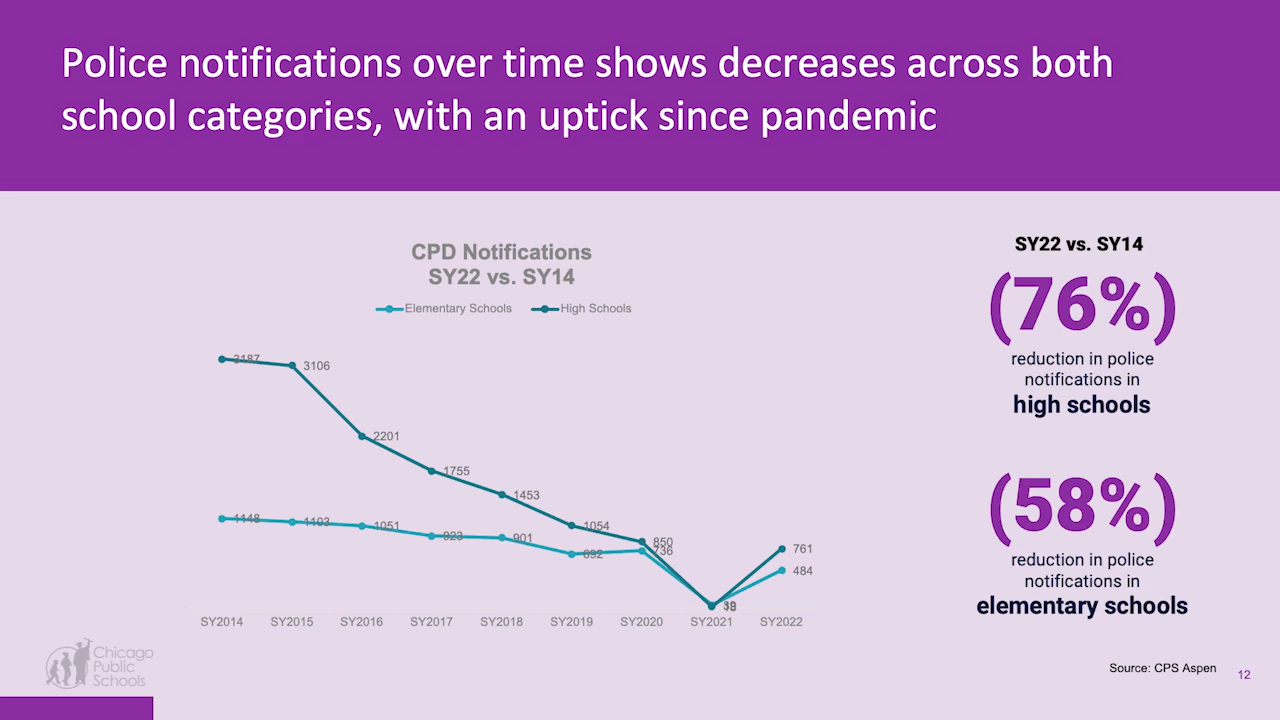 Police notifications over time shows decreases across both
school categories, with an uptick since pandemic
CPD Notifications
SY22 vs. SY14
Elementary Schools
High Schools
3187
3106
2201
1755
1453
1054
850
761
1148
1103
1051
923
901
692
736
484
SY2014
SY2015
SY2016
SY2017
SY2018
SY2019
SY2020
SY2021
SY2022
SY22 vs. SY14
(76%)
reduction in police
notifications in
high schools
(58%)
reduction in police
notifications in
elementary schools
Chicago
Public
Schools
Source: CPS Aspen
12